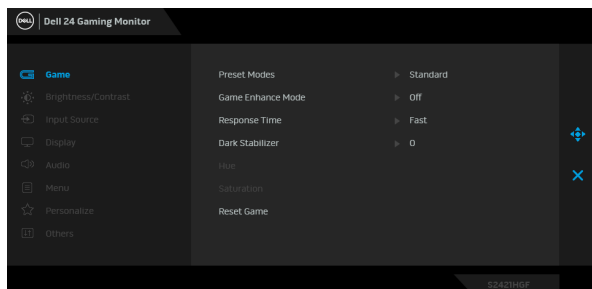 DELL
Dell 24 Gaming Monitor
Game
Preset Modes
Standard
Brightness/Contrast
Game Enhance Mode
Off
Input Source
Response Time
Fast
Display
Dark Stabilizer
0
Audio
Hue
Menu
Saturation
Personalize
Reset Game
Others
S2421HGF